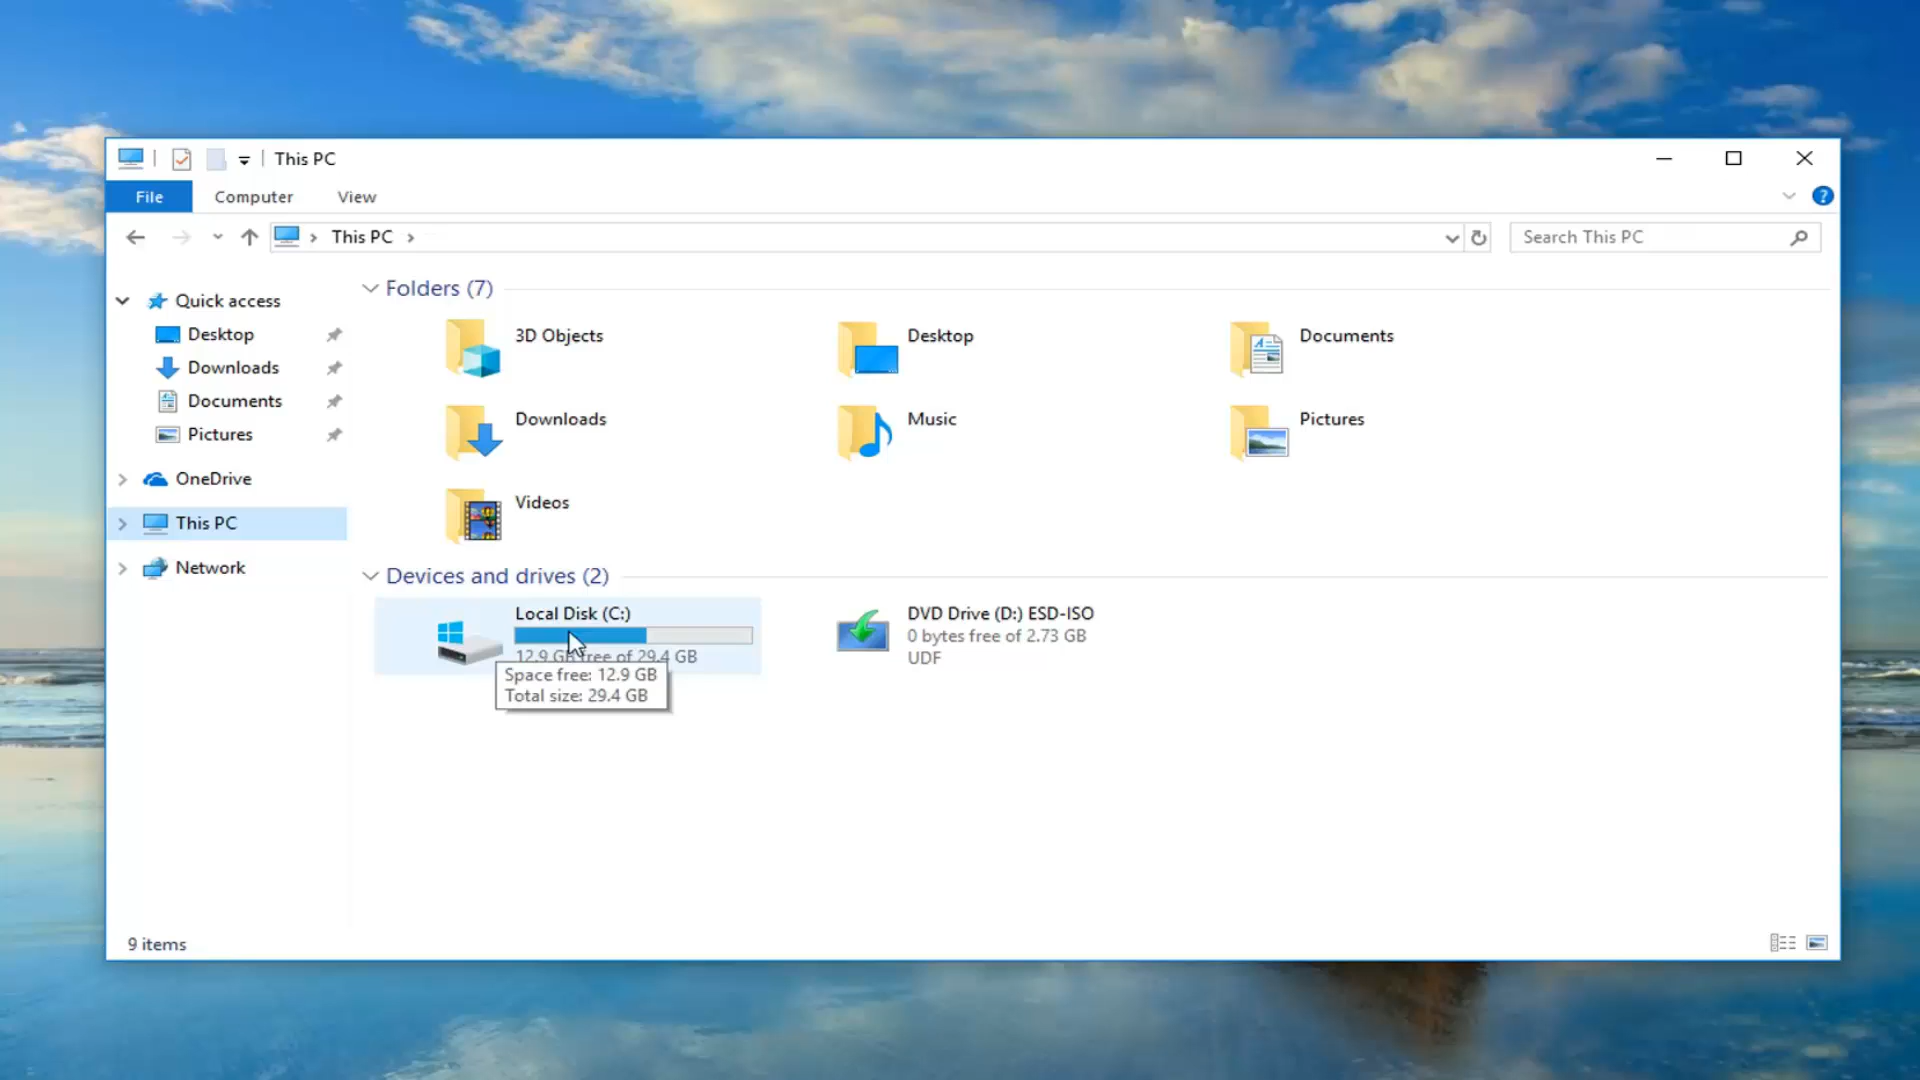 This PC
File Computer View
This PC
Search This PC
Quick access
Desktop
Downloads
Documents
Pictures
OneDrive
This PC
Network
Folders (7)
3D Objects
Desktop
Documents
Downloads
Music
Pictures
Videos
Devices and drives (2)
Local Disk (C:)
12.9 GB free of 29.4 GB
Space free: 12.9 GB
Total size: 29.4 GB
DVD Drive (D:) ESD-ISO
0 bytes free of 2.73 GB
UDF
9 items